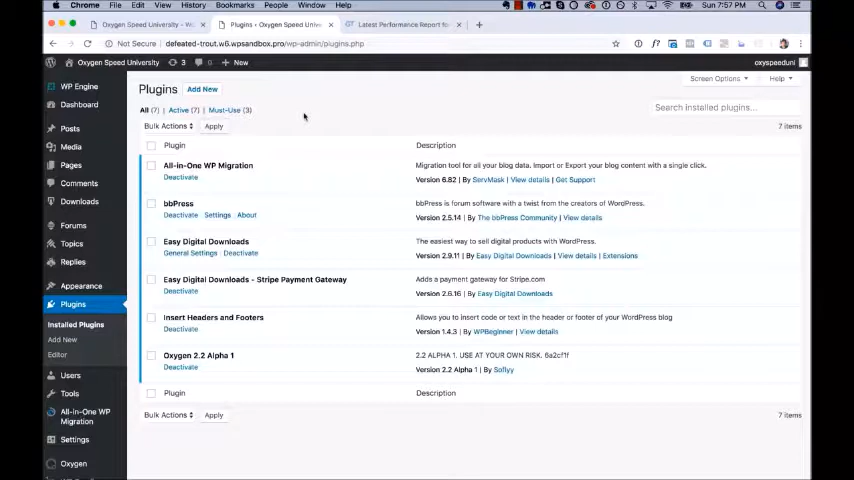 Chrome File Edit View History Bookmarks People Window Help Sun 7:57 PM
Oxygen Speed University – Wo
Plugins ‹ Oxygen Speed Unive
GT Latest Performance Report for
Not Secure defeated-trout.w6.wpsandbox.pro/wp-admin/plugins.php
Oxygen Speed University 3 0 New oxyspeeduni
WP Engine
Dashboard
Posts
Media
Pages
Comments
Downloads
Forums
Topics
Replies
Appearance
Plugins
Installed Plugins
Add New
Editor
Users
Tools
All-in-One WP
Migration
Settings
Oxygen
Screen Options Help
Plugins Add New
All (7) | Active (7) | Must-Use (3)
Search installed plugins...
Bulk Actions Apply 7 items
Plugin Description
All-in-One WP Migration
Deactivate
Migration tool for all your blog data. Import or Export your blog content with a single click.
Version 6.82 | By ServMask | View details | Get Support
bbPress
Deactivate Settings About
bbPress is forum software with a twist from the creators of WordPress.
Version 2.5.14 | By The bbPress Community | View details
Easy Digital Downloads
General Settings Deactivate
The easiest way to sell digital products with WordPress.
Version 2.9.11 | By Easy Digital Downloads | View details | Extensions
Easy Digital Downloads - Stripe Payment Gateway
Deactivate
Adds a payment gateway for Stripe.com
Version 2.6.16 | By Easy Digital Downloads
Insert Headers and Footers
Deactivate
Allows you to insert code or text in the header or footer of your WordPress blog
Version 1.4.3 | By WPBeginner | View details
Oxygen 2.2 Alpha 1
Deactivate
2.2 ALPHA 1. USE AT YOUR OWN RISK. 6a2cf1f
Version 2.2 Alpha 1 | By Soflyy
Plugin Description
Bulk Actions Apply 7 items